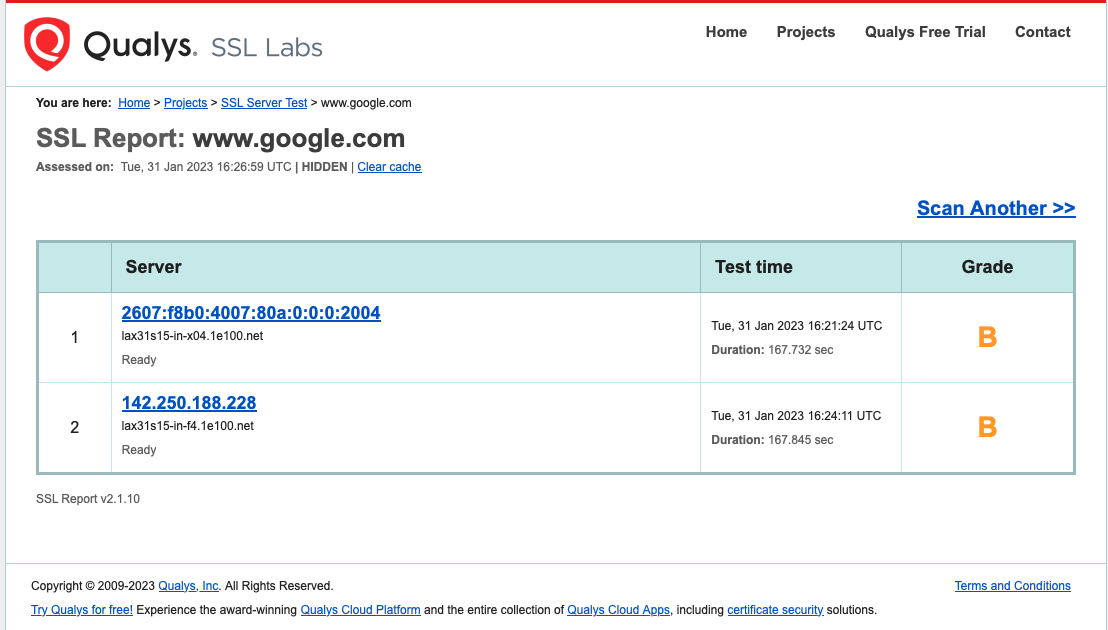 Qualys. SSL Labs
Home Projects Qualys Free Trial Contact
You are here: Home > Projects > SSL Server Test > www.google.com
SSL Report: www.google.com
Assessed on: Tue, 31 Jan 2023 16:26:59 UTC | HIDDEN | Clear cache
Scan Another >>
Server Test time Grade
1
2607:f8b0:4007:80a:0:0:0:2004
lax31s15-in-x04.1e100.net
Ready
Tue, 31 Jan 2023 16:21:24 UTC
Duration: 167.732 sec
B
2
142.250.188.228
lax31s15-in-f4.1e100.net
Ready
Tue, 31 Jan 2023 16:24:11 UTC
Duration: 167.845 sec
B
SSL Report v2.1.10
Copyright © 2009-2023 Qualys, Inc. All Rights Reserved. Terms and Conditions
Try Qualys for free! Experience the award-winning Qualys Cloud Platform and the entire collection of Qualys Cloud Apps, including certificate security solutions.